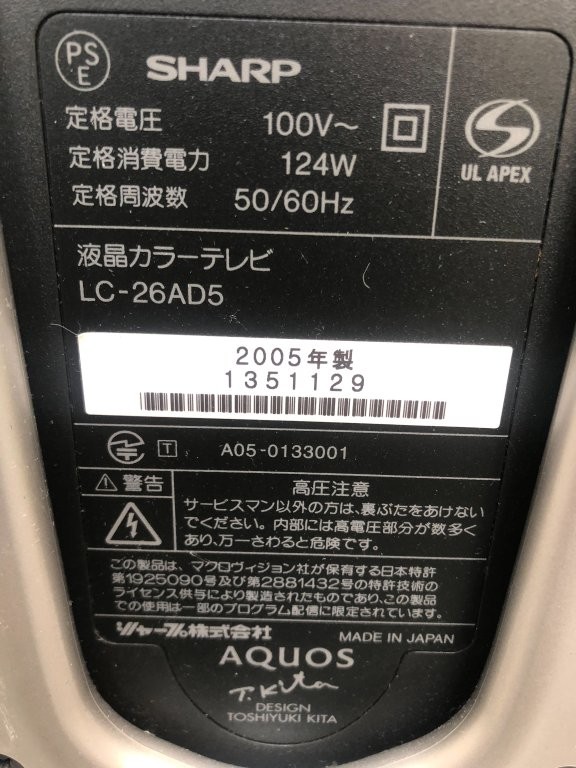 PS
E
SHARP
定格電圧 100V～
定格消費電力 124W
定格周波数 50/60Hz
UL APEX
液晶カラーテレビ
LC-26AD5
2005年製
1351129
T A05-0133001
⚠警告
高圧注意
サービスマン以外の方は、裏ぶたをあけない
でください。内部には高電圧部分が数多く
あり、万一さわると危険です。
この製品は、マクロヴィジョン社が保有する日本特許
第1925090号及び第2881432号の特許技術の
ライセンス供与により製造されたものであり、この製品
での使用は一部のプログラム配信に限定されています。
シャープ株式会社 MADE IN JAPAN
AQUOS
T. Kita
DESIGN
TOSHIYUKI KITA